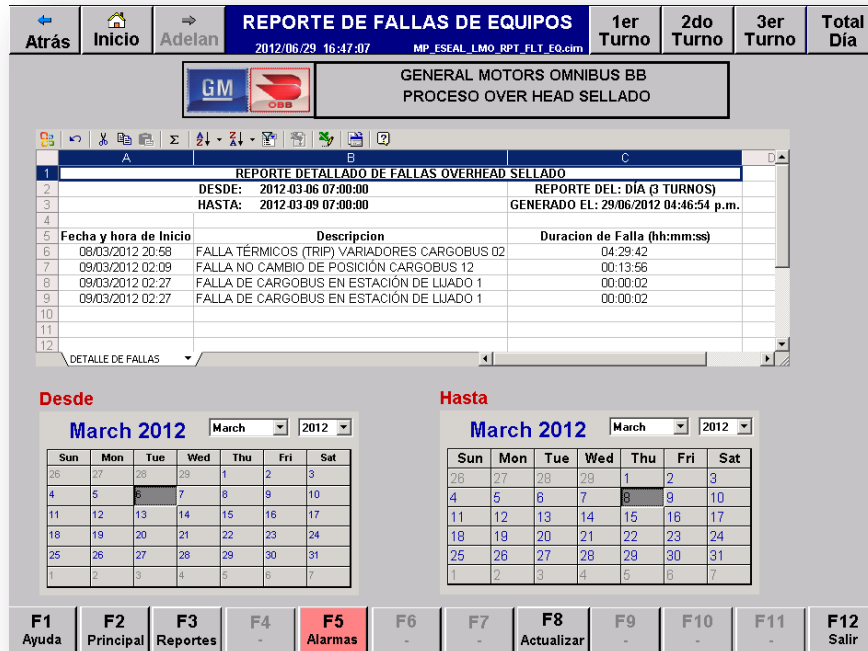 Atrás
Inicio
Adelan
REPORTE DE FALLAS DE EQUIPOS
2012/06/29 16:47:07 MP_ESEAL_LMO_RPT_FLT_EQ.cim
1er Turno
2do Turno
3er Turno
Total Día
GM
OBB
GENERAL MOTORS OMNIBUS BB
PROCESO OVER HEAD SELLADO
A B C D
1 REPORTE DETALLADO DE FALLAS OVERHEAD SELLADO
2 DESDE: 2012-03-06 07:00:00 REPORTE DEL: DÍA (3 TURNOS)
3 HASTA: 2012-03-09 07:00:00 GENERADO EL: 29/06/2012 04:46:54 p.m.
4
5 Fecha y hora de Inicio Descripcion Duracion de Falla (hh:mm:ss)
6 08/03/2012 20:58 FALLA TÉRMICOS (TRIP) VARIADORES CARGOBUS 02 04:29:42
7 09/03/2012 02:09 FALLA NO CAMBIO DE POSICIÓN CARGOBUS 12 00:13:56
8 09/03/2012 02:27 FALLA DE CARGOBUS EN ESTACIÓN DE LIJADO 1 00:00:02
9 09/03/2012 02:27 FALLA DE CARGOBUS EN ESTACIÓN DE LIJADO 1 00:00:02
10
11
12
DETALLE DE FALLAS
Desde
March 2012 March 2012
Sun Mon Tue Wed Thu Fri Sat
26 27 28 29 1 2 3
4 5 6 7 8 9 10
11 12 13 14 15 16 17
18 19 20 21 22 23 24
25 26 27 28 29 30 31
1 2 3 4 5 6 7
Hasta
March 2012 March 2012
Sun Mon Tue Wed Thu Fri Sat
26 27 28 29 1 2 3
4 5 6 7 8 9 10
11 12 13 14 15 16 17
18 19 20 21 22 23 24
25 26 27 28 29 30 31
1 2 3 4 5 6 7
F1 F2 F3 F4 F5 F6 F7 F8 F9 F10 F11 F12
Ayuda Principal Reportes - Alarmas - - Actualizar - - - Salir